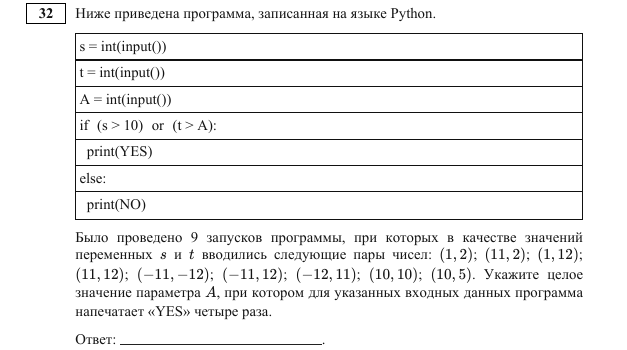 32 Ниже приведена программа, записанная на языке Python.
s = int(input())
t = int(input())
A = int(input())
if (s > 10) or (t > A):
print(YES)
else:
print(NO)
Было проведено 9 запусков программы, при которых в качестве значений
переменных s и t вводились следующие пары чисел: (1, 2); (11, 2); (1, 12);
(11, 12); (−11, −12); (−11, 12); (−12, 11); (10, 10); (10, 5). Укажите целое
значение параметра A, при котором для указанных входных данных программа
напечатает «YES» четыре раза.
Ответ: ______________________.